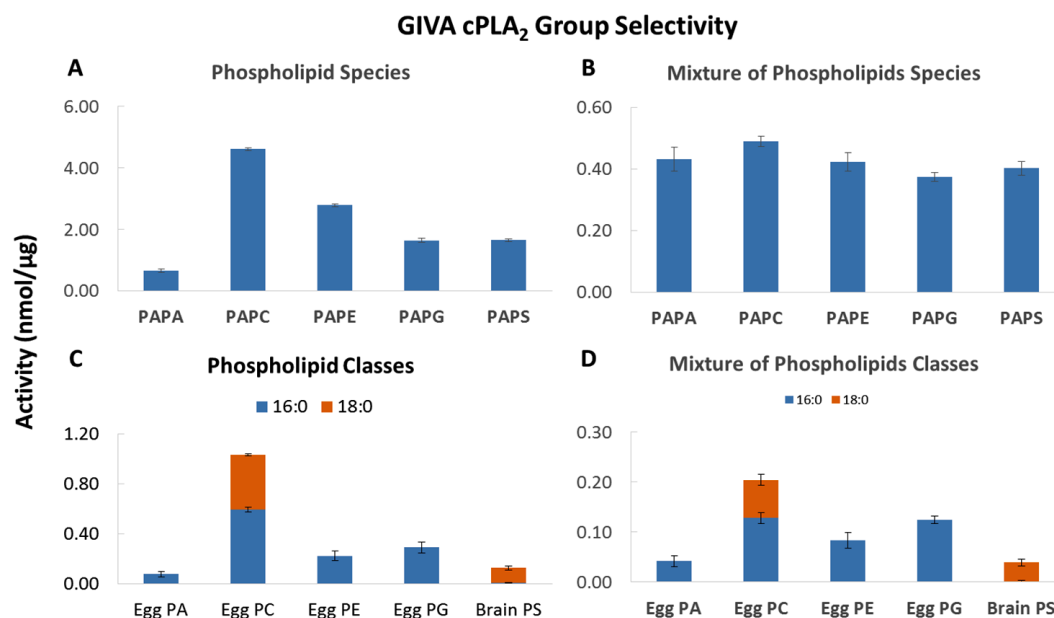 GIVA cPLA₂ Group Selectivity
Activity (nmol/µg)
A
Phospholipid Species
6.00
4.00
2.00
0.00
PAPA PAPC PAPE PAPG PAPS
B
Mixture of Phospholipids Species
0.60
0.40
0.20
0.00
PAPA PAPC PAPE PAPG PAPS
C
Phospholipid Classes
16:0 18:0
1.20
0.80
0.40
0.00
Egg PA Egg PC Egg PE Egg PG Brain PS
D
Mixture of Phospholipids Classes
16:0 18:0
0.30
0.20
0.10
0.00
Egg PA Egg PC Egg PE Egg PG Brain PS